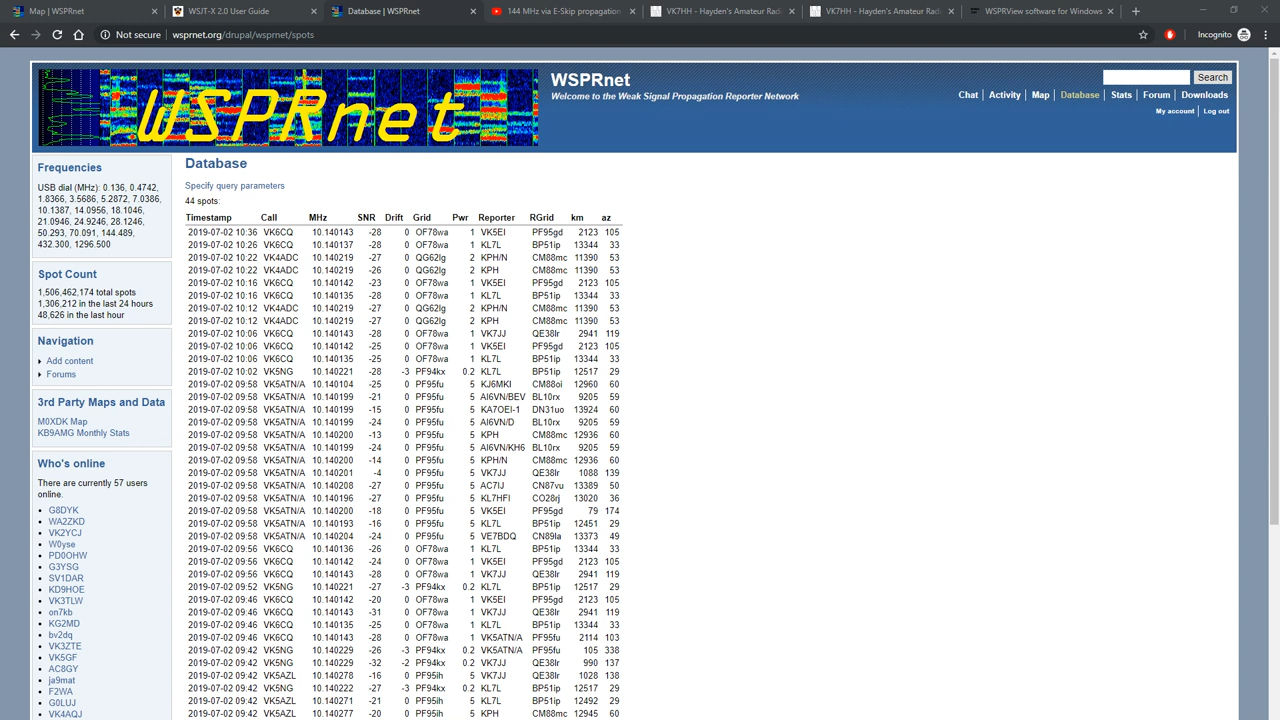 Map | WSPRnet
WSJT-X 2.0 User Guide
Database | WSPRnet
144 MHz via E-Skip propagation
VK7HH - Hayden's Amateur Rad
VK7HH - Hayden's Amateur Rad
WSPRView software for Windows
Not secure | wsprnet.org/drupal/wsprnet/spots
Incognito
WSPRnet
WSPRnet
Welcome to the Weak Signal Propagation Reporter Network
Search
Chat | Activity | Map | Database | Stats | Forum | Downloads
My account | Log out
Frequencies
USB dial (MHz): 0.136, 0.4742,
1.8366, 3.5686, 5.2872, 7.0386,
10.1387, 14.0956, 18.1046,
21.0946, 24.9246, 28.1246,
50.293, 70.091, 144.489,
432.300, 1296.500
Spot Count
1,506,462,174 total spots
1,306,212 in the last 24 hours
48,626 in the last hour
Navigation
Add content
Forums
3rd Party Maps and Data
M0XDK Map
KB9AMG Monthly Stats
Who's online
There are currently 57 users
online.
G8DYK
WA2ZKD
VK2YCJ
W0yse
PD0OHW
G3YSG
SV1DAR
KD9HOE
VK3TLW
on7kb
KG2MD
bv2dq
VK3ZTE
VK5GF
AC8GY
ja9mat
F2WA
G0LUJ
VK4AQJ
Database
Specify query parameters
44 spots:
Timestamp Call MHz SNR Drift Grid Pwr Reporter RGrid km az
2019-07-02 10:36 VK6CQ 10.140143 -28 0 OF78wa 1 VK5EI PF95gd 2123 105
2019-07-02 10:26 VK6CQ 10.140137 -28 0 OF78wa 1 KL7L BP51ip 13344 33
2019-07-02 10:22 VK4ADC 10.140219 -27 0 QG62lg 2 KPH/N CM88mc 11390 53
2019-07-02 10:22 VK4ADC 10.140219 -26 0 QG62lg 2 KPH CM88mc 11390 53
2019-07-02 10:16 VK6CQ 10.140142 -23 0 OF78wa 1 VK5EI PF95gd 2123 105
2019-07-02 10:16 VK6CQ 10.140135 -28 0 OF78wa 1 KL7L BP51ip 13344 33
2019-07-02 10:12 VK4ADC 10.140219 -27 0 QG62lg 2 KPH/N CM88mc 11390 53
2019-07-02 10:12 VK4ADC 10.140219 -27 0 QG62lg 2 KPH CM88mc 11390 53
2019-07-02 10:06 VK6CQ 10.140143 -28 0 OF78wa 1 VK7JJ QE38lr 2941 119
2019-07-02 10:06 VK6CQ 10.140142 -25 0 OF78wa 1 VK5EI PF95gd 2123 105
2019-07-02 10:06 VK6CQ 10.140135 -25 0 OF78wa 1 KL7L BP51ip 13344 33
2019-07-02 10:02 VK5NG 10.140221 -28 -3 PF94kx 0.2 KL7L BP51ip 12517 29
2019-07-02 09:58 VK5ATN/A 10.140104 -25 0 PF95fu 5 KJ6MKI CM88oi 12960 60
2019-07-02 09:58 VK5ATN/A 10.140199 -21 0 PF95fu 5 AI6VN/BEV BL10rx 9205 59
2019-07-02 09:58 VK5ATN/A 10.140199 -15 0 PF95fu 5 KA7OEI-1 DN31uo 13924 60
2019-07-02 09:58 VK5ATN/A 10.140199 -24 0 PF95fu 5 AI6VN/D BL10rx 9205 59
2019-07-02 09:58 VK5ATN/A 10.140200 -13 0 PF95fu 5 KPH CM88mc 12936 60
2019-07-02 09:58 VK5ATN/A 10.140199 -24 0 PF95fu 5 AI6VN/KH6 BL10rx 9205 59
2019-07-02 09:58 VK5ATN/A 10.140200 -14 0 PF95fu 5 KPH/N CM88mc 12936 60
2019-07-02 09:58 VK5ATN/A 10.140201 -4 0 PF95fu 5 VK7JJ QE38lr 1088 139
2019-07-02 09:58 VK5ATN/A 10.140208 -27 0 PF95fu 5 AC7IJ CN87vu 13389 50
2019-07-02 09:58 VK5ATN/A 10.140196 -27 0 PF95fu 5 KL7HFI CO28rj 13020 36
2019-07-02 09:58 VK5ATN/A 10.140200 -18 0 PF95fu 5 VK5EI PF95gd 79 174
2019-07-02 09:58 VK5ATN/A 10.140193 -16 0 PF95fu 5 KL7L BP51ip 12451 29
2019-07-02 09:58 VK5ATN/A 10.140204 -24 0 PF95fu 5 VE7BDQ CN89la 13373 49
2019-07-02 09:56 VK6CQ 10.140136 -26 0 OF78wa 1 KL7L BP51ip 13344 33
2019-07-02 09:56 VK6CQ 10.140142 -24 0 OF78wa 1 VK5EI PF95gd 2123 105
2019-07-02 09:56 VK6CQ 10.140143 -28 0 OF78wa 1 VK7JJ QE38lr 2941 119
2019-07-02 09:52 VK5NG 10.140221 -27 -3 PF94kx 0.2 KL7L BP51ip 12517 29
2019-07-02 09:46 VK6CQ 10.140142 -20 0 OF78wa 1 VK5EI PF95gd 2123 105
2019-07-02 09:46 VK6CQ 10.140143 -31 0 OF78wa 1 VK7JJ QE38lr 2941 119
2019-07-02 09:46 VK6CQ 10.140135 -25 0 OF78wa 1 KL7L BP51ip 13344 33
2019-07-02 09:46 VK6CQ 10.140143 -28 0 OF78wa 1 VK5ATN/A PF95fu 2114 103
2019-07-02 09:42 VK5NG 10.140229 -26 -3 PF94kx 0.2 VK5ATN/A PF95fu 105 338
2019-07-02 09:42 VK5NG 10.140229 -32 -2 PF94kx 0.2 VK7JJ QE38lr 990 137
2019-07-02 09:42 VK5AZL 10.140278 -16 0 PF95ih 5 VK7JJ QE38lr 1028 138
2019-07-02 09:42 VK5NG 10.140222 -27 -3 PF94kx 0.2 KL7L BP51ip 12517 29
2019-07-02 09:42 VK5AZL 10.140271 -21 0 PF95ih 5 KL7L BP51ip 12492 29
2019-07-02 09:42 VK5AZL 10.140277 -20 0 PF95ih 5 KPH CM88mc 12945 60